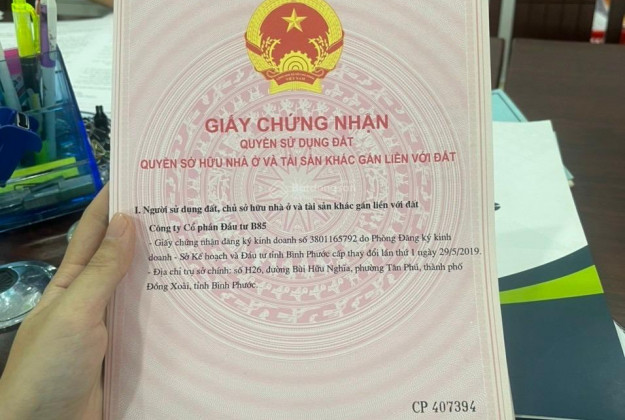 GIẤY CHỨNG NHẬN
QUYỀN SỬ DỤNG ĐẤT
QUYỀN SỞ HỮU NHÀ Ở VÀ TÀI SẢN KHÁC GẮN LIỀN VỚI ĐẤT
I. Người sử dụng đất, chủ sở hữu nhà ở và tài sản khác gắn liền với đất
Công ty Cổ phần Đầu tư B85
- Giấy chứng nhận đăng ký kinh doanh số 3801165792 do Phòng Đăng ký kinh
doanh - Sở Kế hoạch và Đầu tư tỉnh Bình Phước cấp thay đổi lần thứ 1 ngày 29/5/2019.
- Địa chỉ trụ sở chính: số H26, đường Bùi Hữu Nghĩa, phường Tân Phú, thành phố
Đồng Xoài, tỉnh Bình Phước.
CP 407394